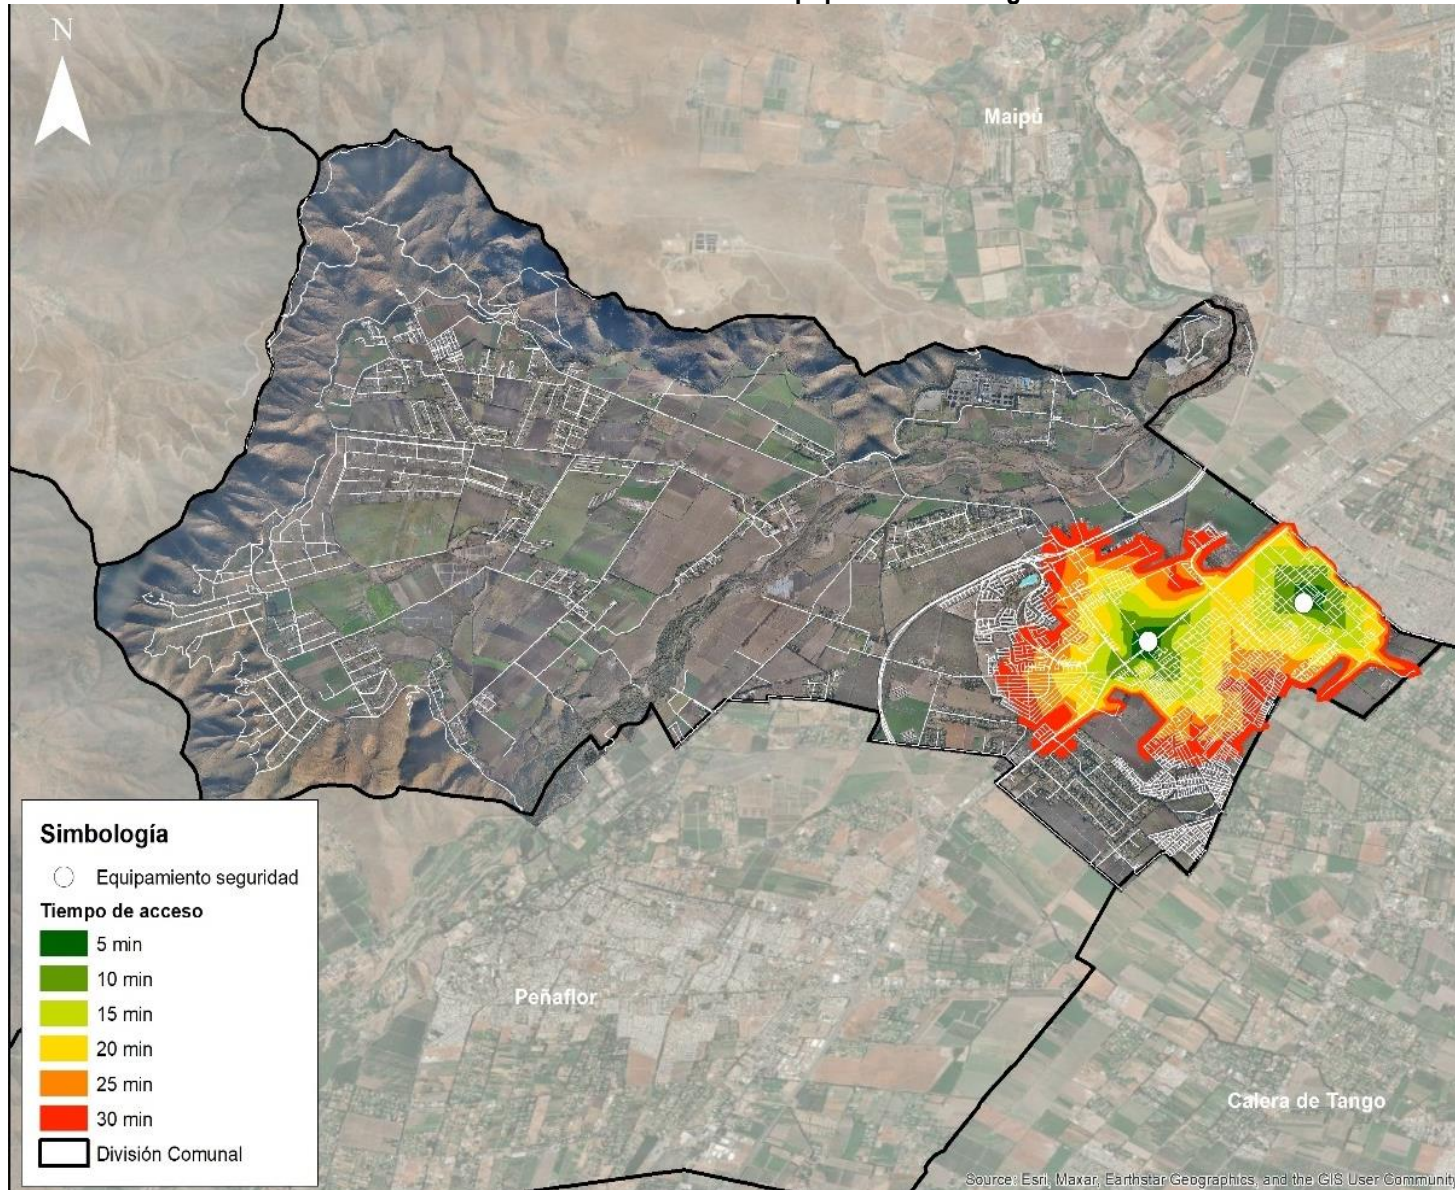 N
Maipú
Simbología
Equipamiento seguridad
Tiempo de acceso
5 min
10 min
15 min
20 min
25 min
30 min
División Comunal
Peñaflor
Calera de Tango
Source: Esri, Maxar, Earthstar Geographics, and the GIS User Communit